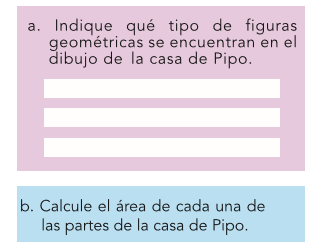 a. Indique qué tipo de figuras
geométricas se encuentran en el
dibujo de la casa de Pipo.
b. Calcule el área de cada una de
las partes de la casa de Pipo.